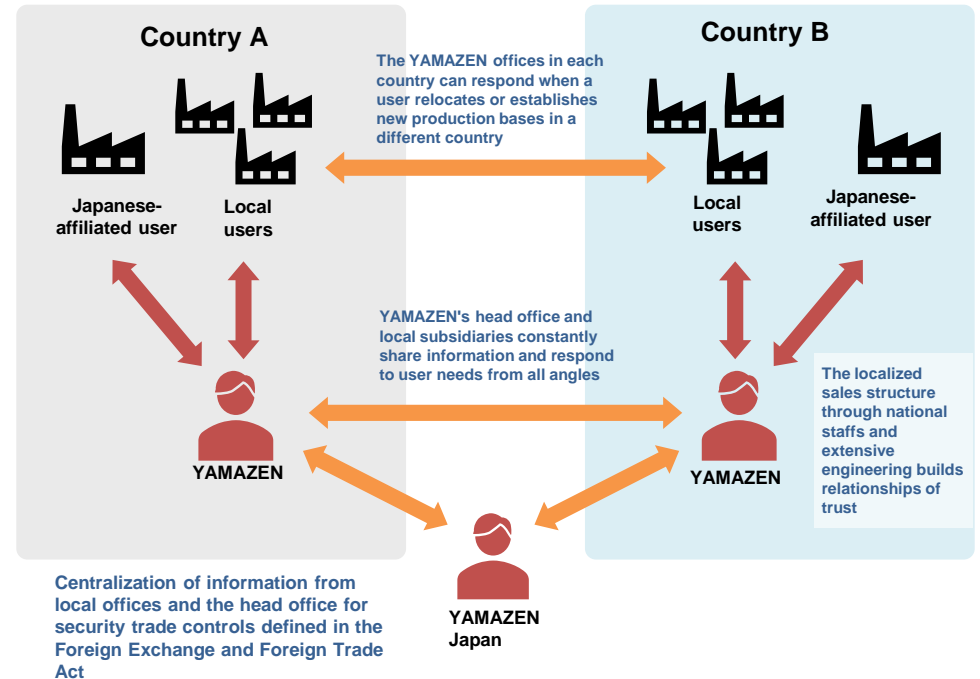 Country A
Country B
The YAMAZEN offices in each
country can respond when a
user relocates or establishes
new production bases in a
different country
Japanese-
affiliated user
Local
users
Local
users
Japanese-
affiliated user
YAMAZEN's head office and
local subsidiaries constantly
share information and respond
to user needs from all angles
The localized
sales structure
through national
staffs and
extensive
engineering builds
relationships of
trust
YAMAZEN
YAMAZEN
YAMAZEN
Japan
Centralization of information from
local offices and the head office for
security trade controls defined in the
Foreign Exchange and Foreign Trade
Act